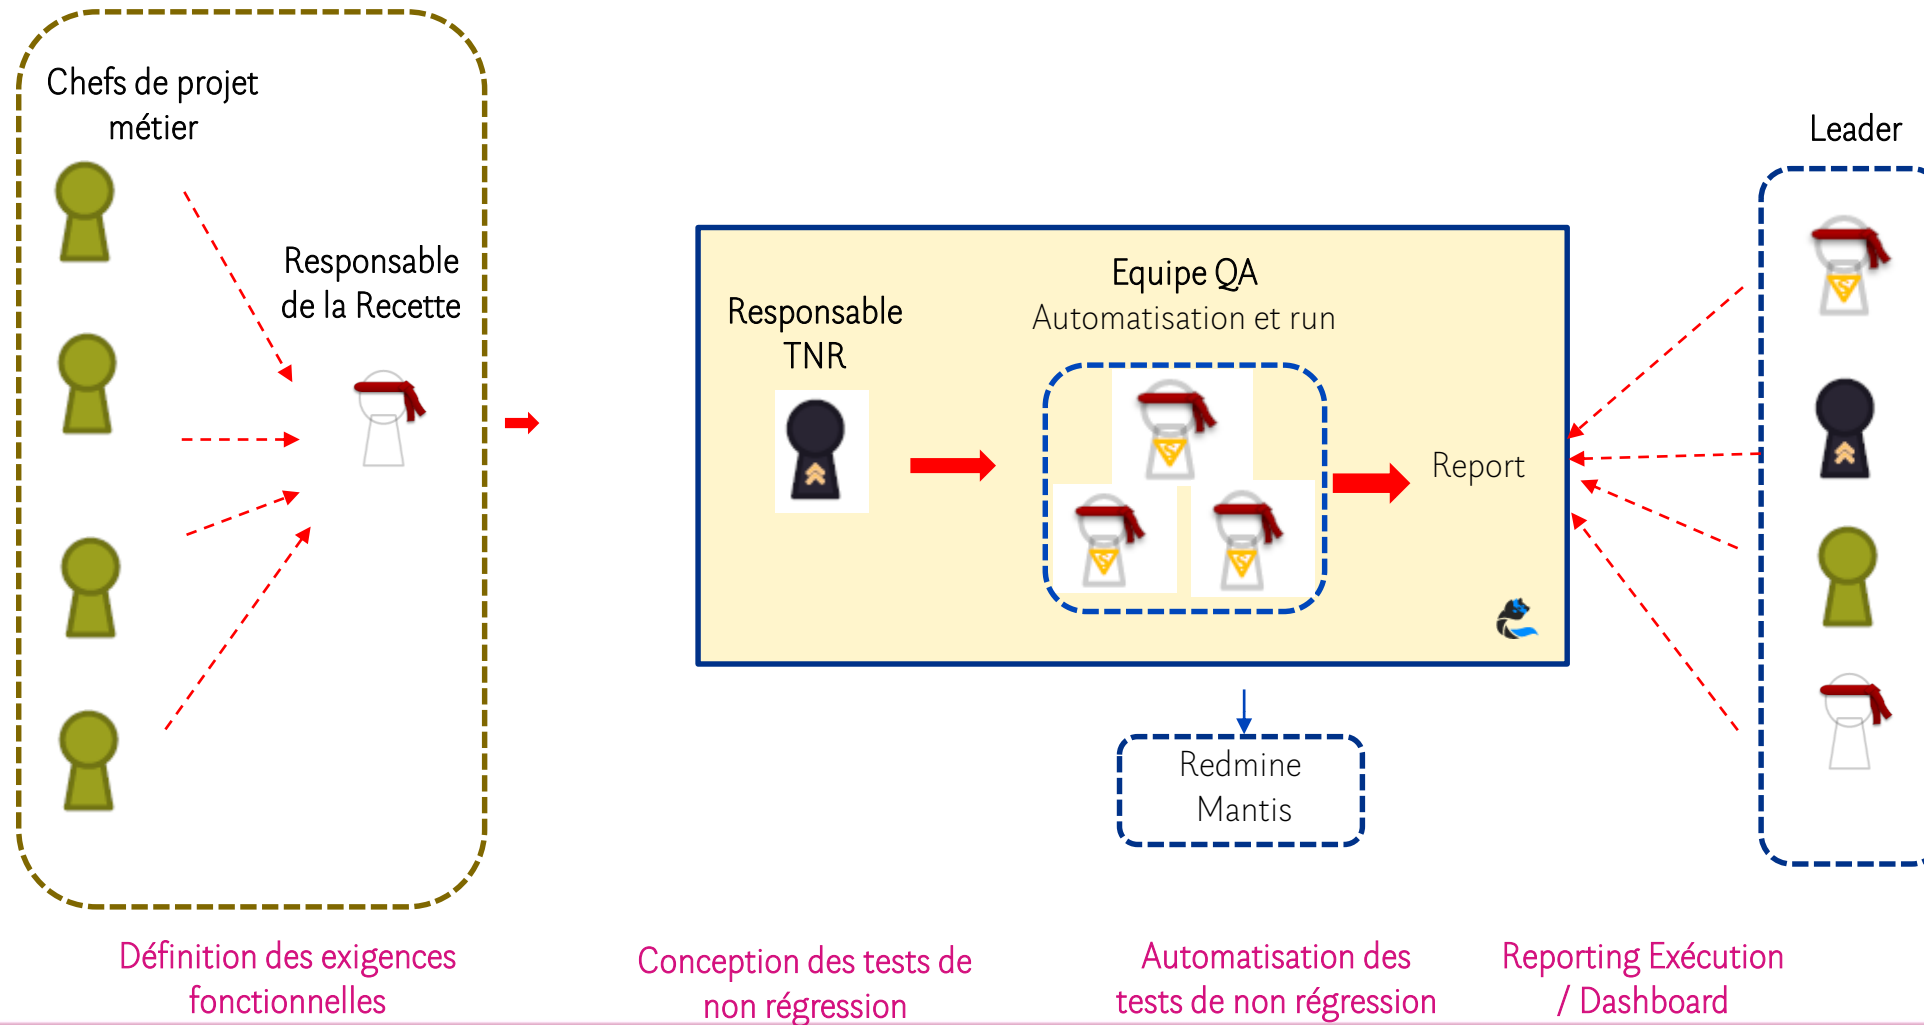 Chefs de projet
métier
Responsable
de la Recette
Responsable
TNR
Equipe QA
Automatisation et run
Report
Redmine
Mantis
Leader
Définition des exigences
fonctionnelles
Conception des tests de
non régression
Automatisation des
tests de non régression
Reporting Exécution
/ Dashboard